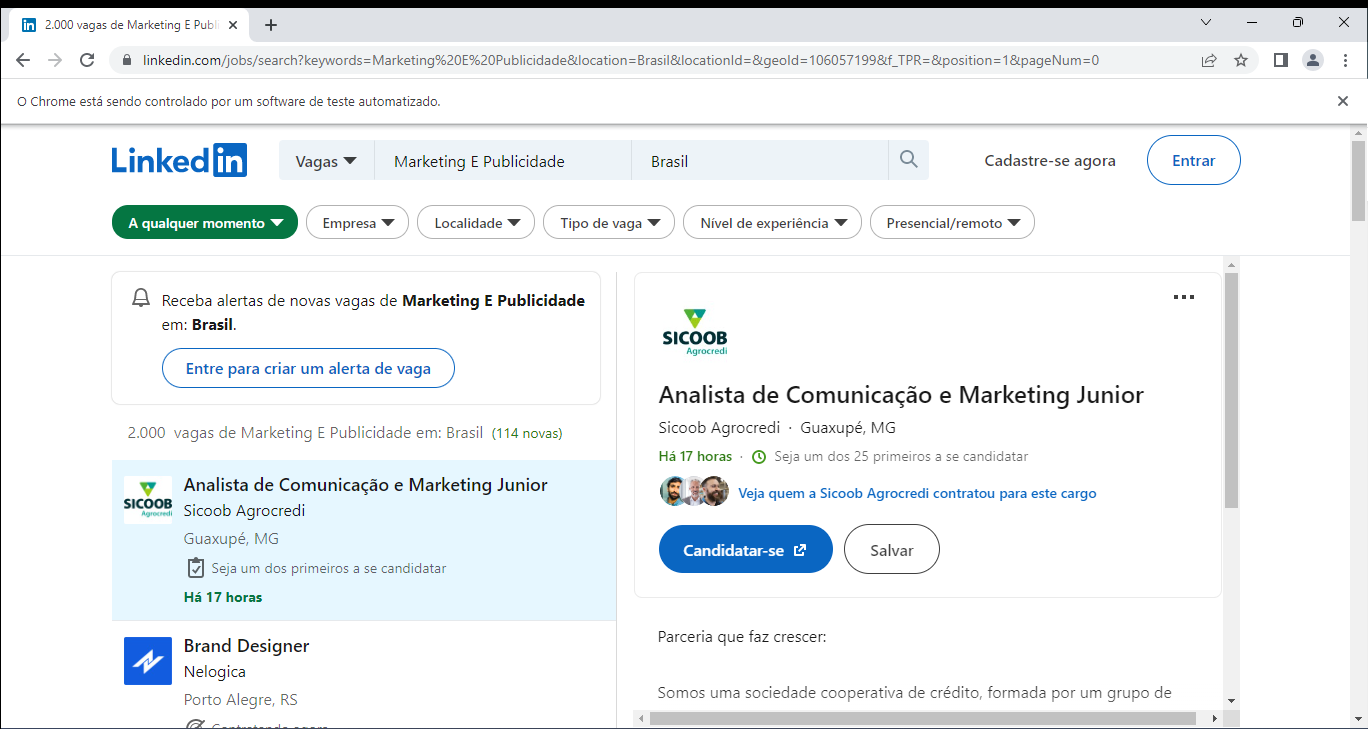 2.000 vagas de Marketing E Publi
linkedin.com/jobs/search?keywords=Marketing%20E%20Publicidade&location=Brasil&locationId=&geoId=106057199&f_TPR=&position=1&pageNum=0
O Chrome está sendo controlado por um software de teste automatizado.
Linkedin
Vagas
Marketing E Publicidade
Brasil
Cadastre-se agora
Entrar
A qualquer momento
Empresa
Localidade
Tipo de vaga
Nível de experiência
Presencial/remoto
Receba alertas de novas vagas de Marketing E Publicidade
em: Brasil.
Entre para criar um alerta de vaga
2.000 vagas de Marketing E Publicidade em: Brasil (114 novas)
SICOOB
Agrocredi
Analista de Comunicação e Marketing Junior
Sicoob Agrocredi
Guaxupé, MG
Seja um dos primeiros a se candidatar
Há 17 horas
Brand Designer
Nelogica
Porto Alegre, RS
Contratando agora
SICOOB
Agrocredi
Analista de Comunicação e Marketing Junior
Sicoob Agrocredi · Guaxupé, MG
Há 17 horas · Seja um dos 25 primeiros a se candidatar
Veja quem a Sicoob Agrocredi contratou para este cargo
Candidatar-se
Salvar
Parceria que faz crescer:
Somos uma sociedade cooperativa de crédito, formada por um grupo de